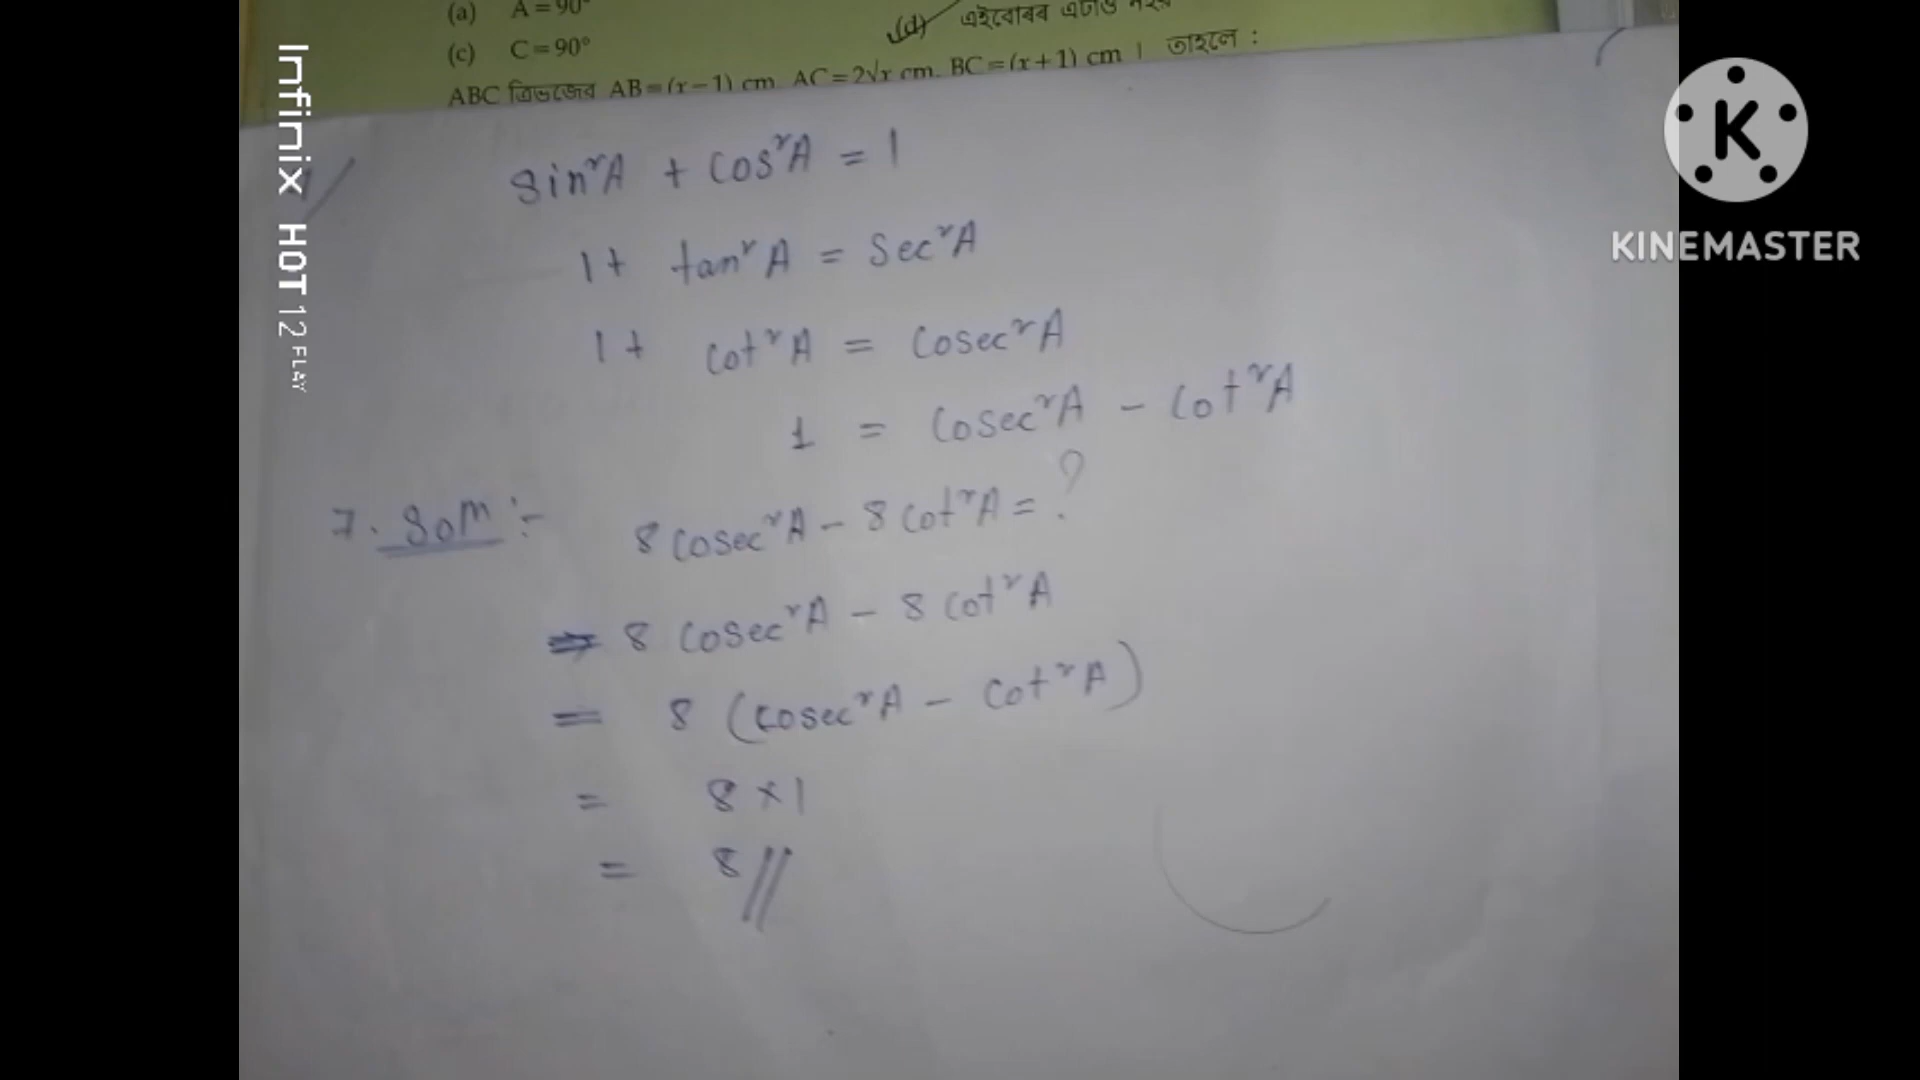 (a) A=90°
(c) C=90°
(d) এইবোৰৰ এটাও নহয়
ABC ত্ৰিভুজৰ AB=(x-1) cm, AC=2√x cm, BC=(x+1) cm। তাহলে :
sin²A + cos²A = 1
1+ tan²A = sec²A
1+ cot²A = cosec²A
1 = cosec²A - cot²A
7. Solⁿ :- 8 cosec²A - 8 cot²A = ?
⇒ 8 cosec²A - 8 cot²A
= 8 (cosec²A - cot²A)
= 8 × 1
= 8 //
Infinix HOT 12 PLAY
KINEMASTER